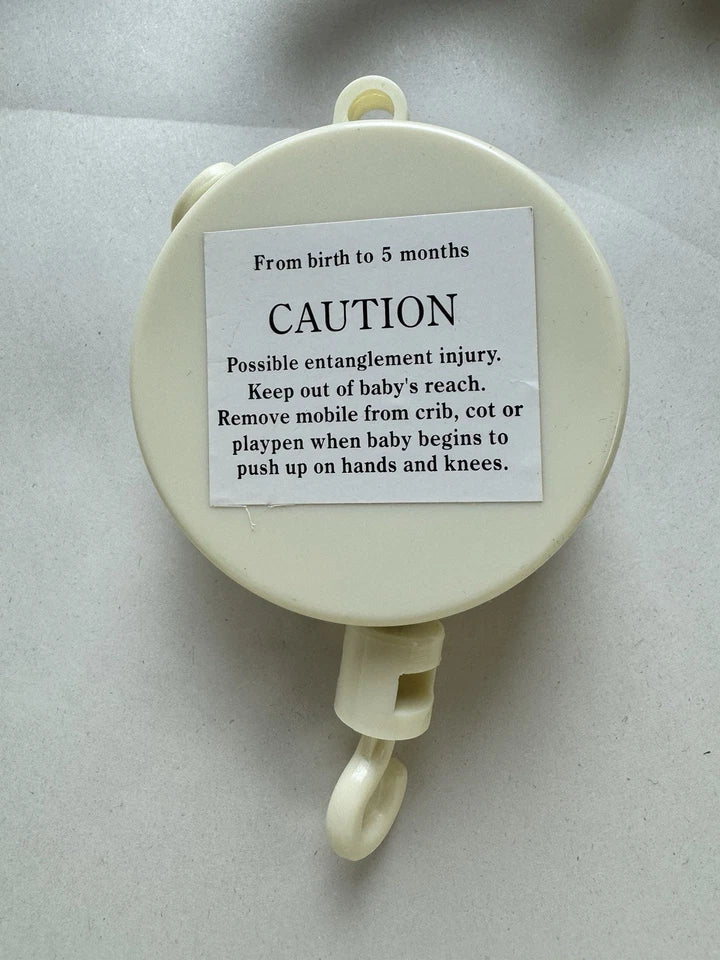 From birth to 5 months
CAUTION
Possible entanglement injury.
Keep out of baby's reach.
Remove mobile from crib, cot or
playpen when baby begins to
push up on hands and knees.